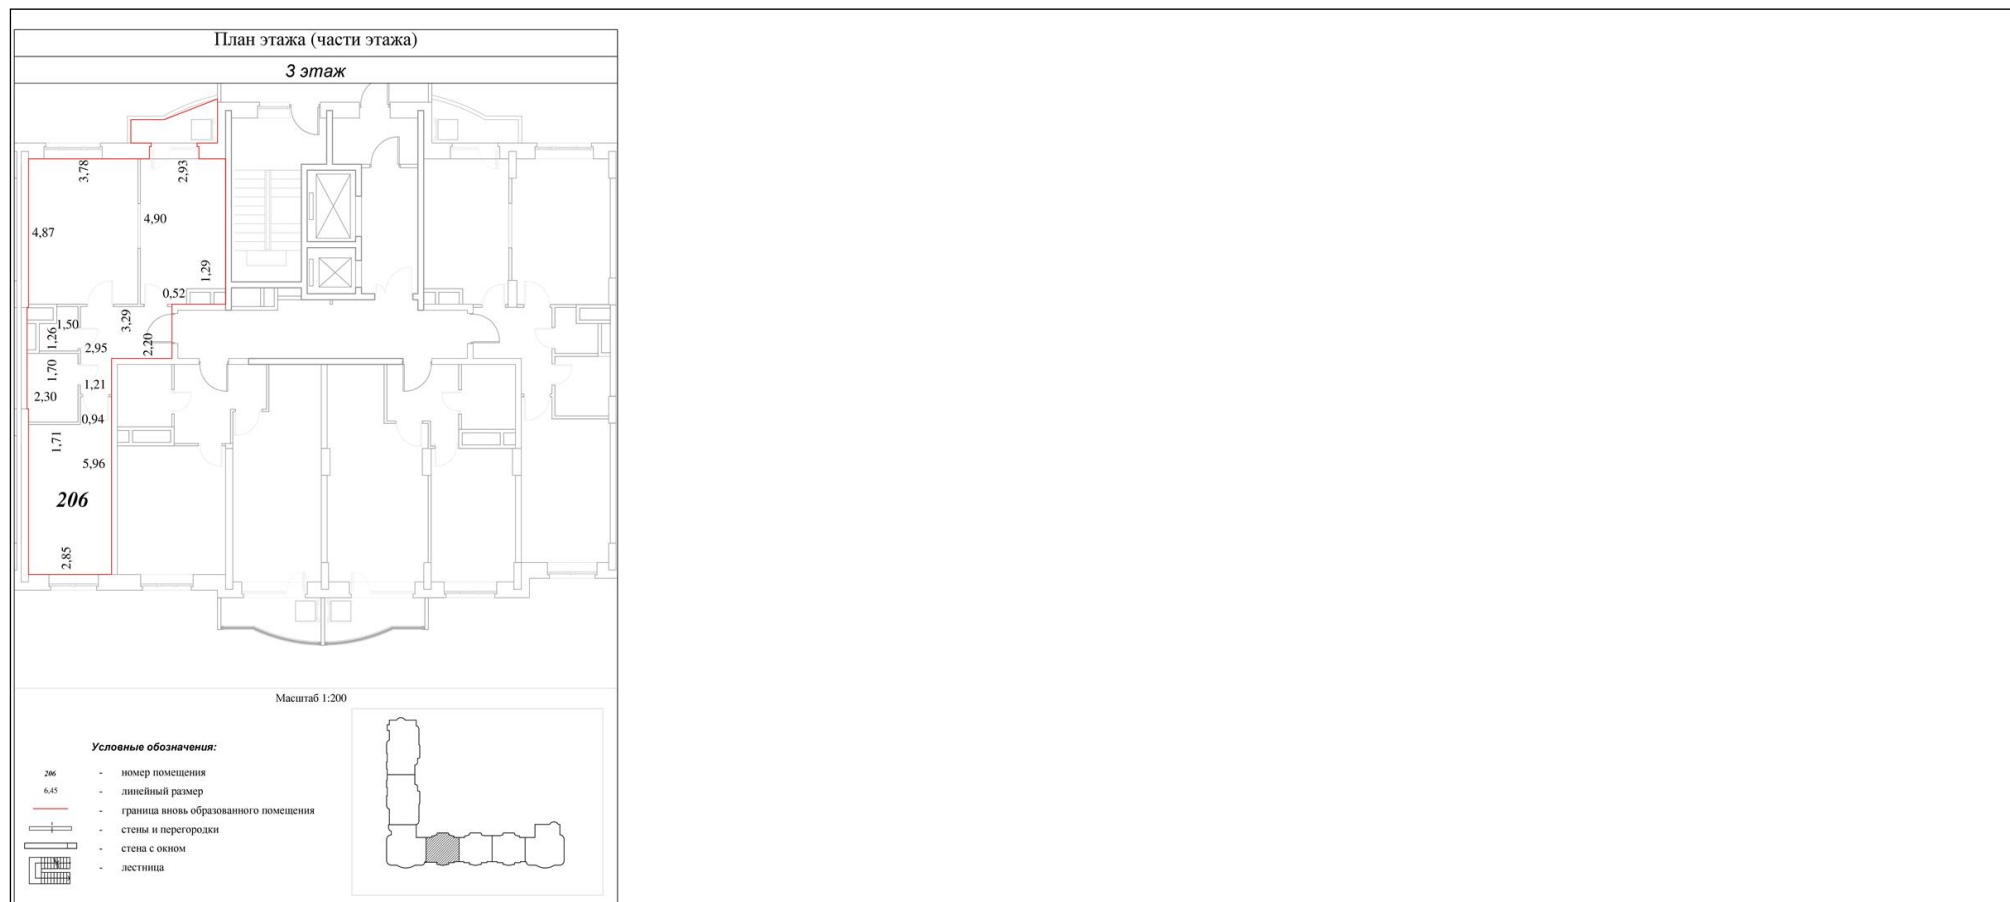 План этажа (части этажа)
3 этаж
3,78
2,93
4,90
4,87
1,29
0,52
3,29
1,50
1,26
2,20
2,95
1,70
1,21
2,30
0,94
1,71
5,96
206
2,85
Масштаб 1:200
Условные обозначения:
206 - номер помещения
6,45 - линейный размер
- граница вновь образованного помещения
- стены и перегородки
- стена с окном
- лестница